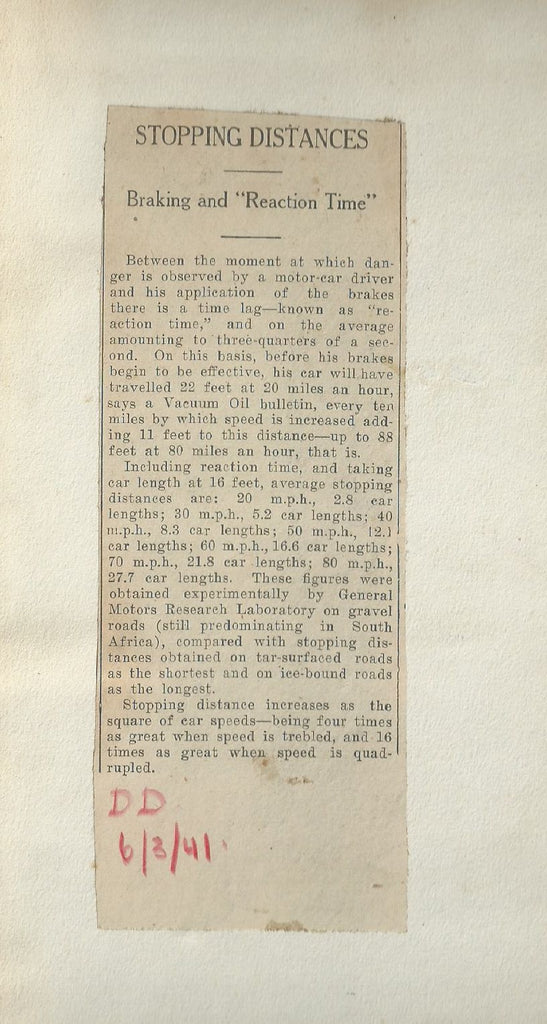 STOPPING DISTANCES
Braking and "Reaction Time"
Between the moment at which dan-
ger is observed by a motor-car driver
and his application of the brakes
there is a time lag—known as "re-
action time," and on the average
amounting to three-quarters of a sec-
ond. On this basis, before his brakes
begin to be effective, his car will have
travelled 22 feet at 20 miles an hour,
says a Vacuum Oil bulletin, every ten
miles by which speed is increased add-
ing 11 feet to this distance—up to 88
feet at 80 miles an hour, that is.
Including reaction time, and taking
car length at 16 feet, average stopping
distances are: 20 m.p.h., 2.8 car
lengths; 30 m.p.h., 5.2 car lengths; 40
m.p.h., 8.3 car lengths; 50 m.p.h., 12.1
car lengths; 60 m.p.h., 16.6 car lengths;
70 m.p.h., 21.8 car lengths; 80 m.p.h.,
27.7 car lengths. These figures were
obtained experimentally by General
Motors Research Laboratory on gravel
roads (still predominating in South
Africa), compared with stopping dis-
tances obtained on tar-surfaced roads
as the shortest and on ice-bound roads
as the longest.
Stopping distance increases as the
square of car speeds—being four times
as great when speed is trebled, and 16
times as great when speed is quad-
rupled.
DD
6/3/41